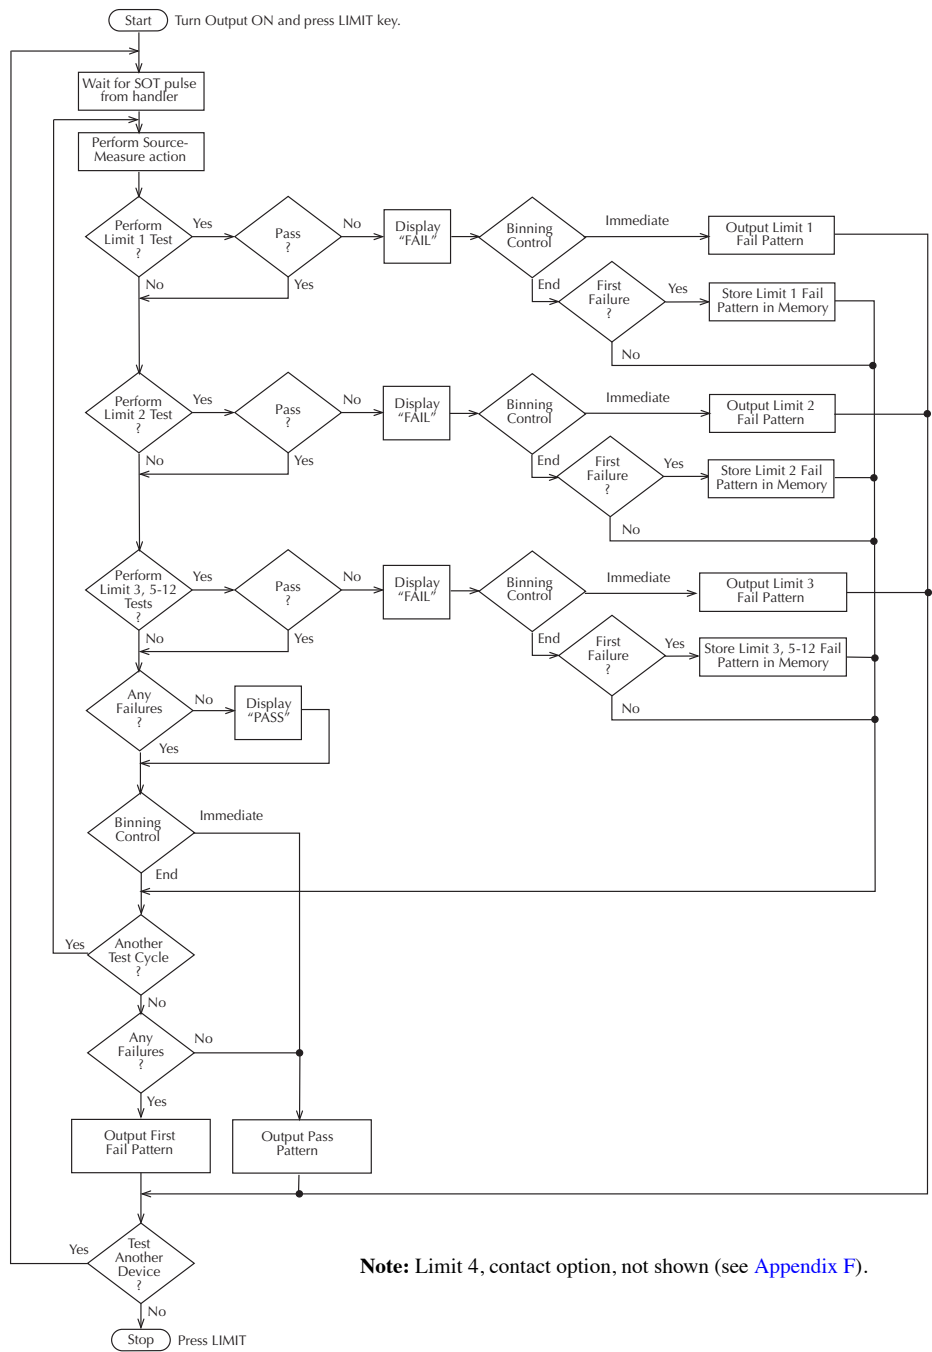 Start
Turn Output ON and press LIMIT key.
Wait for SOT pulse
from handler
Perform Source-
Measure action
Perform
Limit 1 Test
?
Yes
No
Pass
?
No
Yes
Display
“FAIL”
Binning
Control
Immediate
End
Output Limit 1
Fail Pattern
First
Failure
?
Yes
No
Store Limit 1 Fail
Pattern in Memory
Perform
Limit 2 Test
?
Yes
No
Pass
?
No
Yes
Display
“FAIL”
Binning
Control
Immediate
End
Output Limit 2
Fail Pattern
First
Failure
?
Yes
No
Store Limit 2 Fail
Pattern in Memory
Perform
Limit 3, 5-12
Tests
?
Yes
No
Pass
?
No
Yes
Display
“FAIL”
Binning
Control
Immediate
End
Output Limit 3
Fail Pattern
First
Failure
?
Yes
No
Store Limit 3, 5-12 Fail
Pattern in Memory
Any
Failures
?
No
Yes
Display
“PASS”
Binning
Control
Immediate
End
Another
Test Cycle
?
Yes
No
Any
Failures
?
No
Yes
Output First
Fail Pattern
Output Pass
Pattern
Test
Another
Device
?
Yes
No
Note: Limit 4, contact option, not shown (see Appendix F).
Stop
Press LIMIT